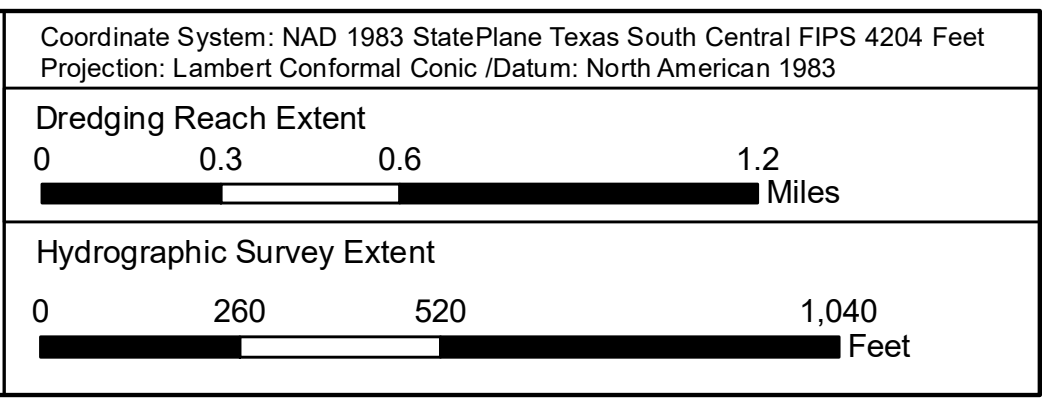 Coordinate System: NAD 1983 StatePlane Texas South Central FIPS 4204 Feet
Projection: Lambert Conformal Conic /Datum: North American 1983
Dredging Reach Extent
0 0.3 0.6 1.2
Miles
Hydrographic Survey Extent
0 260 520 1,040
Feet